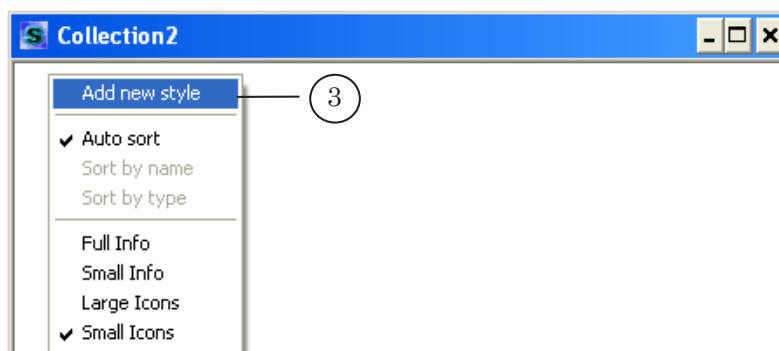 Collection2
Add new style
3
Auto sort
Sort by name
Sort by type
Full Info
Small Info
Large Icons
Small Icons